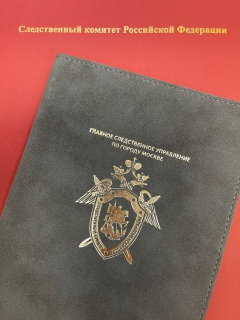 Следственный комитет Российской Федерации
ГЛАВНОЕ СЛЕДСТВЕННОЕ УПРАВЛЕНИЕ
ПО ГОРОДУ МОСКВЕ